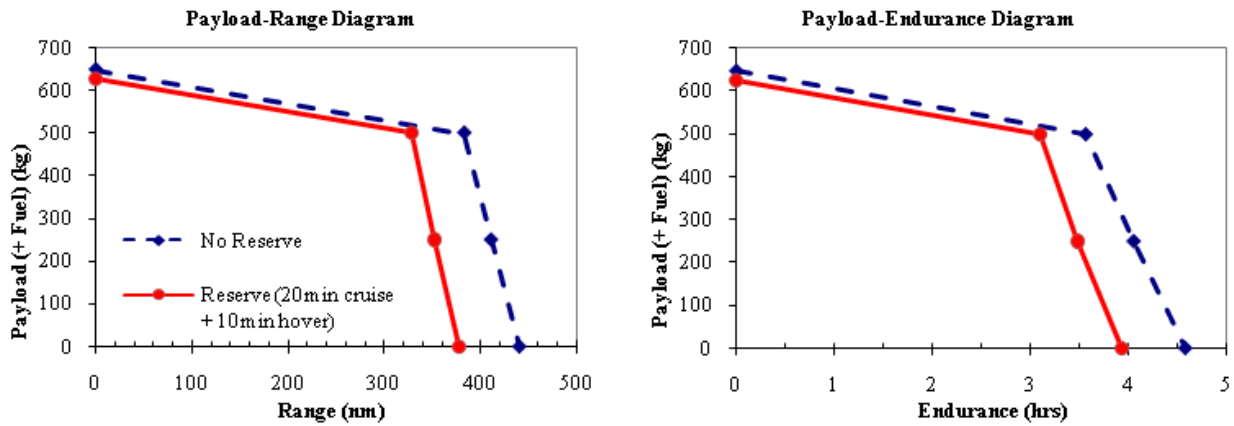 Payload-Range Diagram
700
600
500
400
300
200
100
0
Payload (+ Fuel) (kg)
No Reserve
Reserve (20min cruise
+ 10min hover)
0 100 200 300 400 500
Range (nm)
Payload-Endurance Diagram
700
600
500
400
300
200
100
0
Payload (+ Fuel) (kg)
0 1 2 3 4 5
Endurance (hrs)